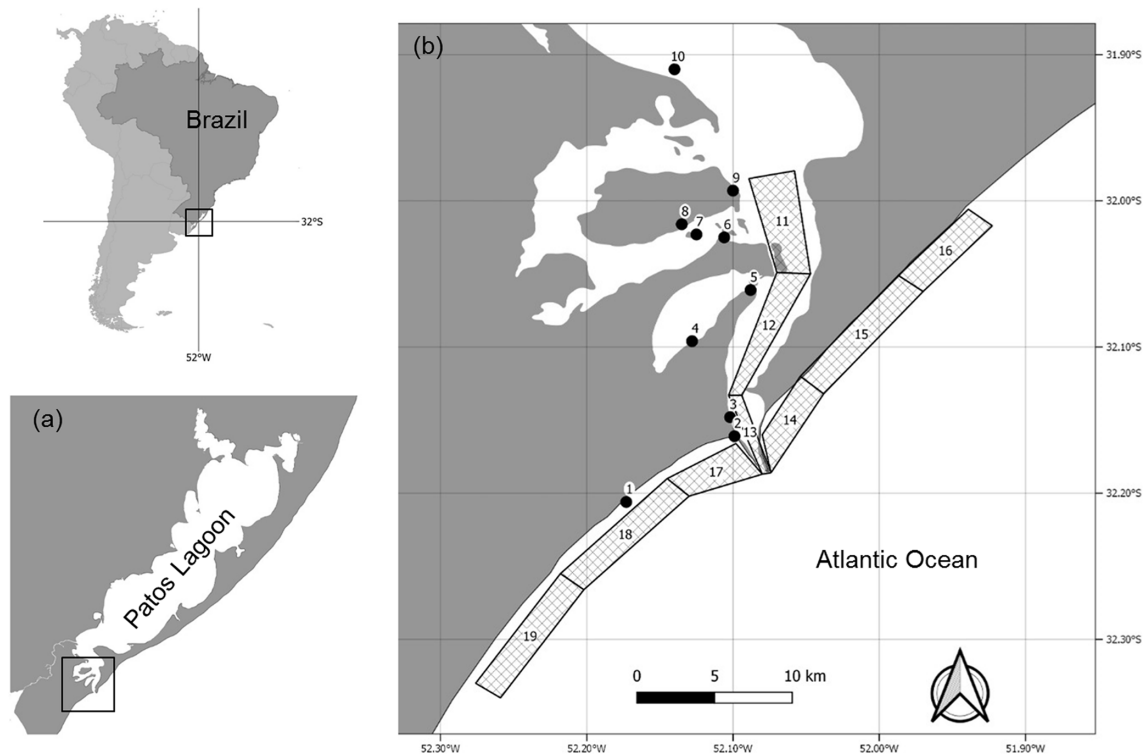 Brazil
32°S
52°W
(a)
Patos Lagoon
(b)
10
9
8
7
6
5
4
3
2
1
11
12
13
14
15
16
17
18
19
Atlantic Ocean
0 5 10 km
31.90°S
32.00°S
32.10°S
32.20°S
32.30°S
52.30°W 52.20°W 52.10°W 52.00°W 51.90°W